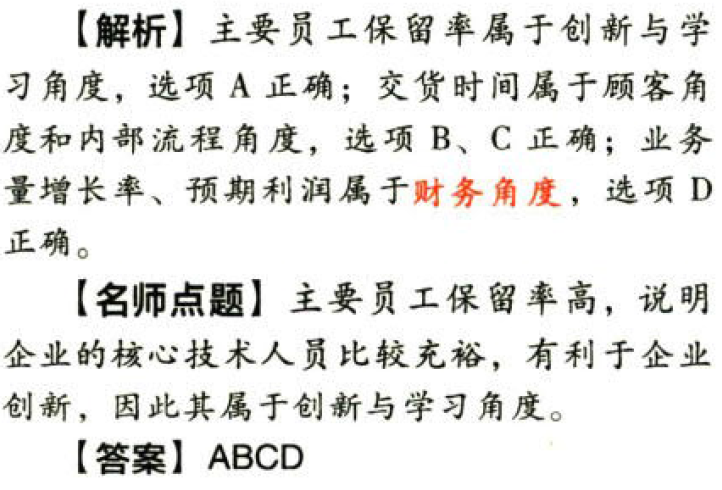 【解析】主要员工保留率属于创新与学
习角度，选项 A 正确；交货时间属于顾客角
度和内部流程角度，选项 B、C 正确；业务
量增长率、预期利润属于财务角度，选项 D
正确。
【名师点题】主要员工保留率高，说明
企业的核心技术人员比较充裕，有利于企业
创新，因此其属于创新与学习角度。
【答案】ABCD